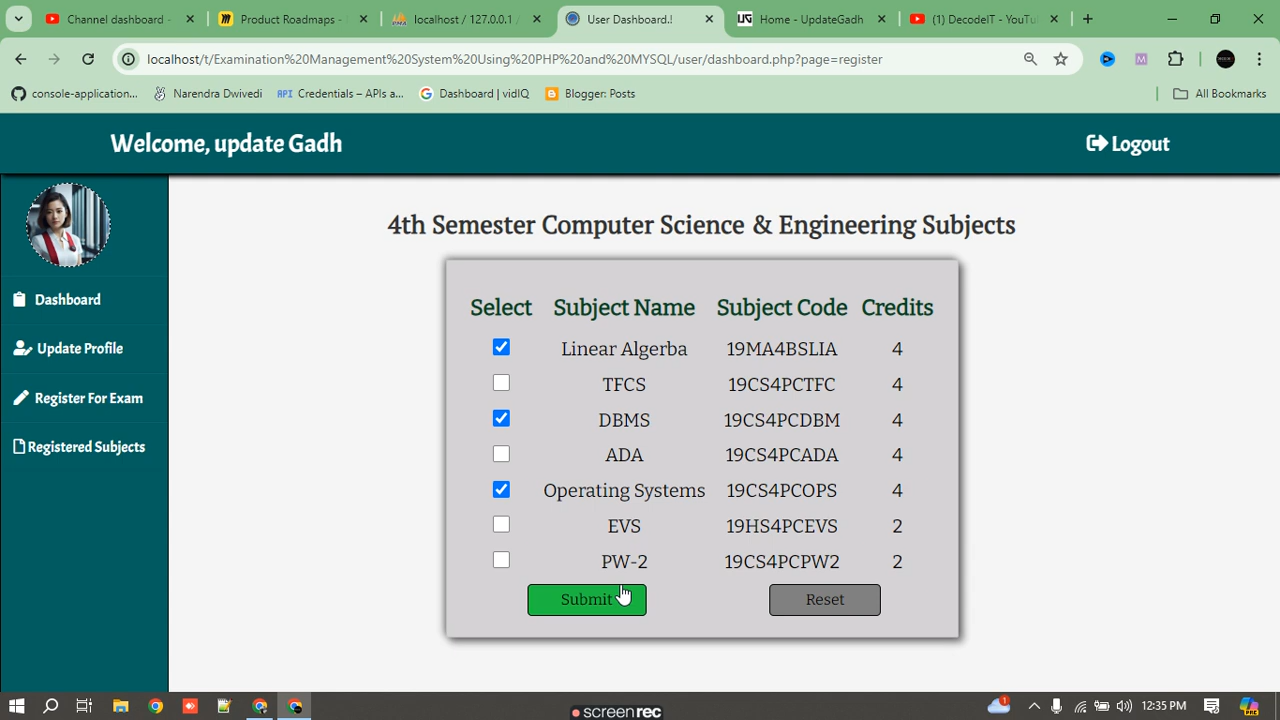 Channel dashboard -
Product Roadmaps -
localhost / 127.0.0.1 /
User Dashboard.!
Home - UpdateGadh
(1) DecodeIT - YouTu
localhost/t/Examination%20Management%20System%20Using%20PHP%20and%20MYSQL/user/dashboard.php?page=register
console-application...
Narendra Dwivedi
API Credentials – APIs a...
Dashboard | vidIQ
Blogger: Posts
All Bookmarks
Welcome, update Gadh
Logout
4th Semester Computer Science & Engineering Subjects
Dashboard
Update Profile
Register For Exam
Registered Subjects
Select Subject Name Subject Code Credits
Linear Algerba 19MA4BSLIA 4
TFCS 19CS4PCTFC 4
DBMS 19CS4PCDBM 4
ADA 19CS4PCADA 4
Operating Systems 19CS4PCOPS 4
EVS 19HS4PCEVS 2
PW-2 19CS4PCPW2 2
Submit Reset
1
12:35 PM
screenrec